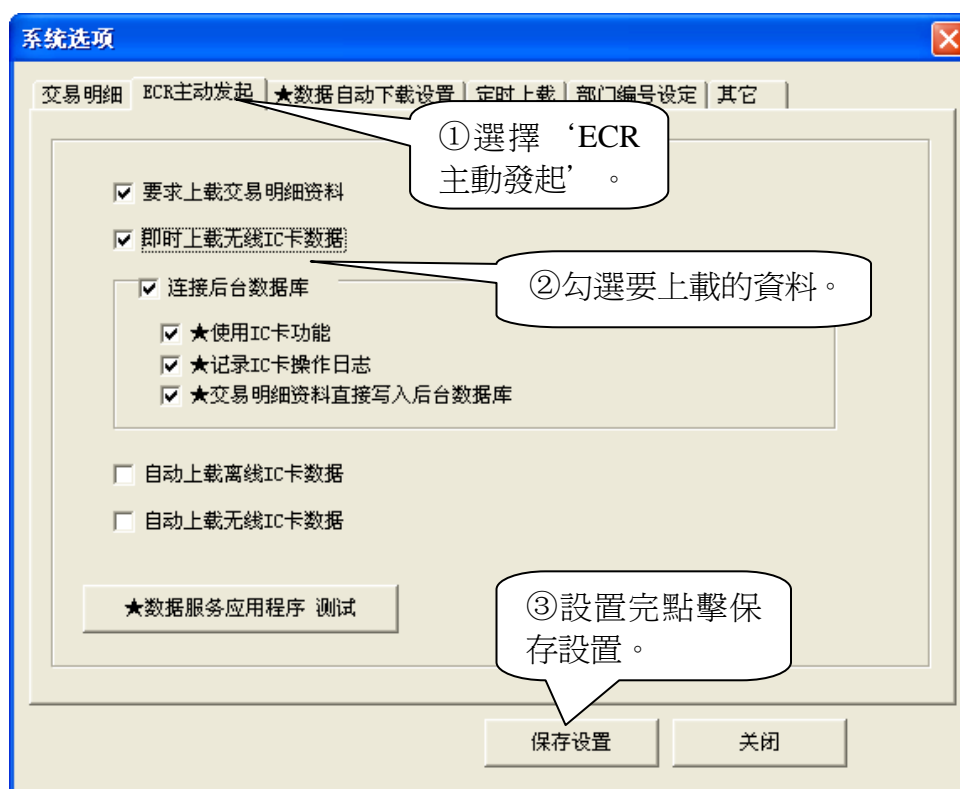 系统选项
交易明细 ECR主动发起 ★数据自动下载设置 定时上载 部门编号设定 其它
①選擇‘ECR
主動發起’。
要求上载交易明细资料
即时上载无线IC卡数据
②勾選要上載的資料。
连接后台数据库
★使用IC卡功能
★记录IC卡操作日志
★交易明细资料直接写入后台数据库
自动上载离线IC卡数据
自动上载无线IC卡数据
★数据服务应用程序 测试
③設置完點擊保
存設置。
保存设置 关闭